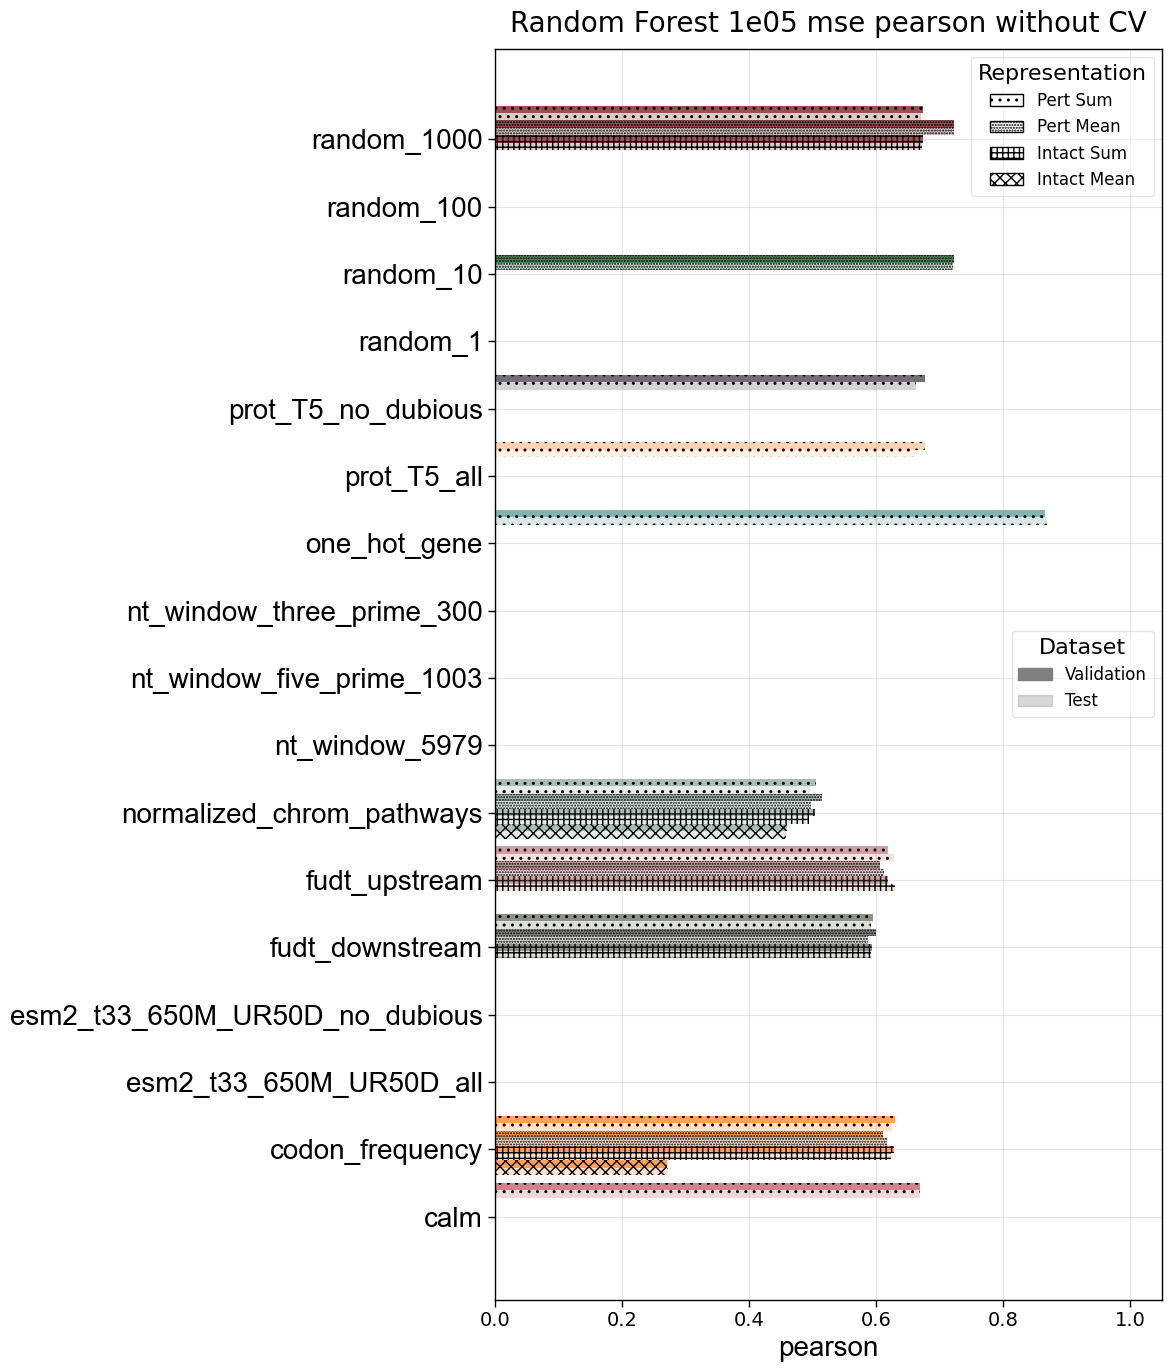 Random Forest 1e05 mse pearson without CV
Representation
Pert Sum
Pert Mean
Intact Sum
Intact Mean
random_1000
random_100
random_10
random_1
prot_T5_no_dubious
prot_T5_all
one_hot_gene
nt_window_three_prime_300
Dataset
Validation
Test
nt_window_five_prime_1003
nt_window_5979
normalized_chrom_pathways
fudt_upstream
fudt_downstream
esm2_t33_650M_UR50D_no_dubious
esm2_t33_650M_UR50D_all
codon_frequency
calm
0.0 0.2 0.4 0.6 0.8 1.0
pearson